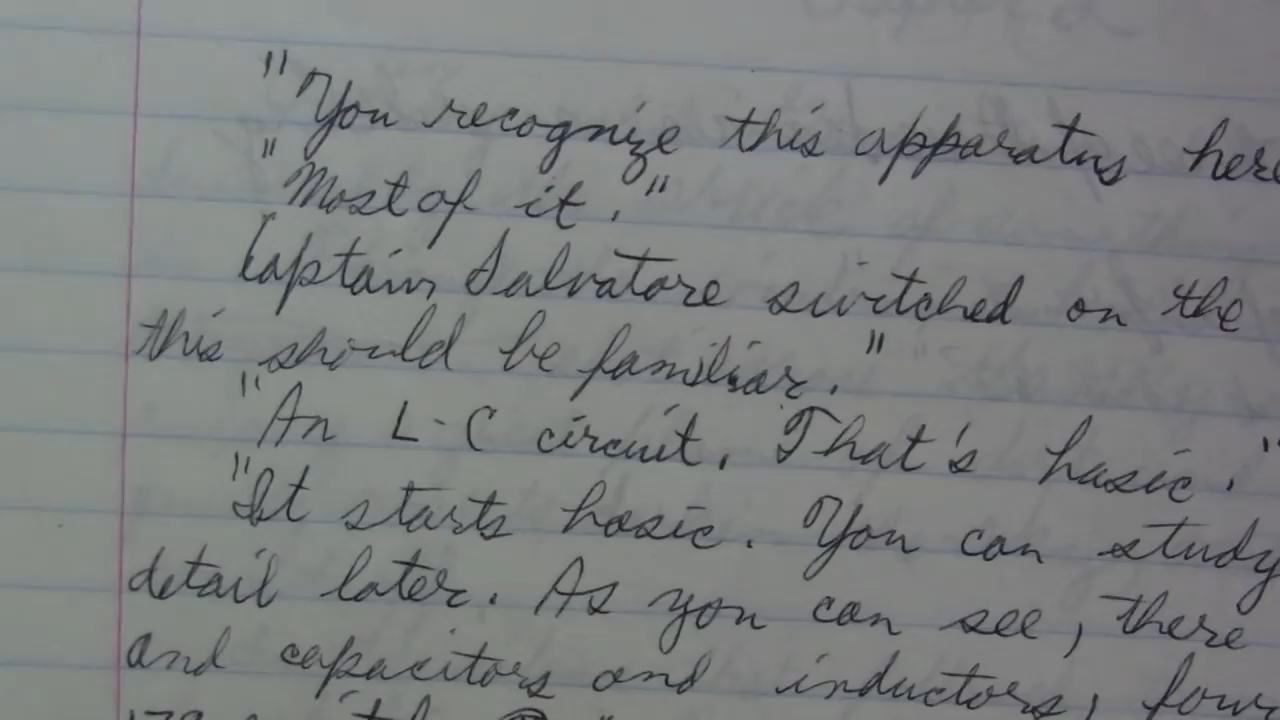 "You recognize this apparatus here
"Most of it."
Captain Salvatore switched on the
this should be familiar."
"An L-C circuit. That's basic."
"It starts basic. You can study
detail later. As you can see, there
and capacitors and inductors, four